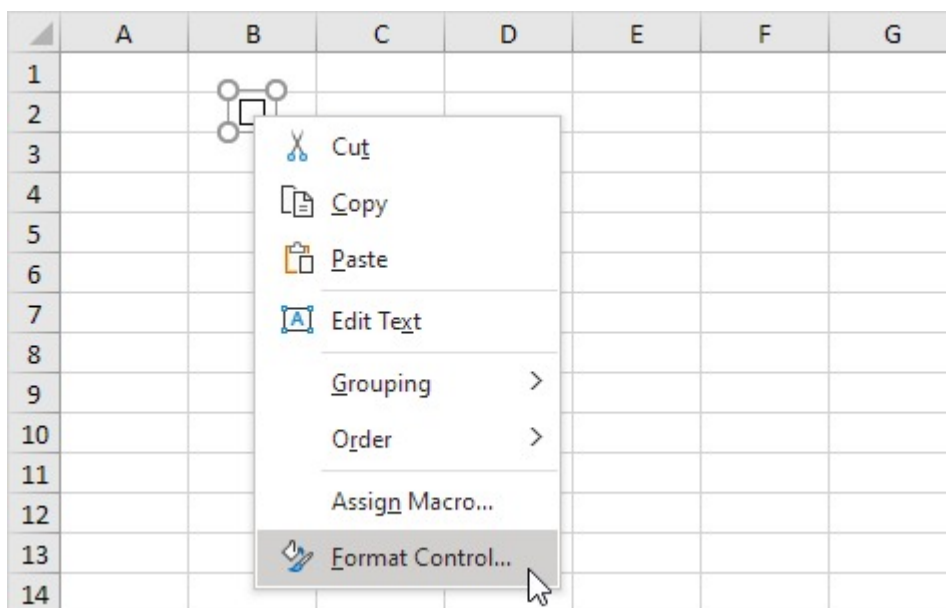 A B C D E F G
1
2
3
4
5
6
7
8
9
10
11
12
13
14
Cut
Copy
Paste
A Edit Text
Grouping
Order
Assign Macro...
Format Control...